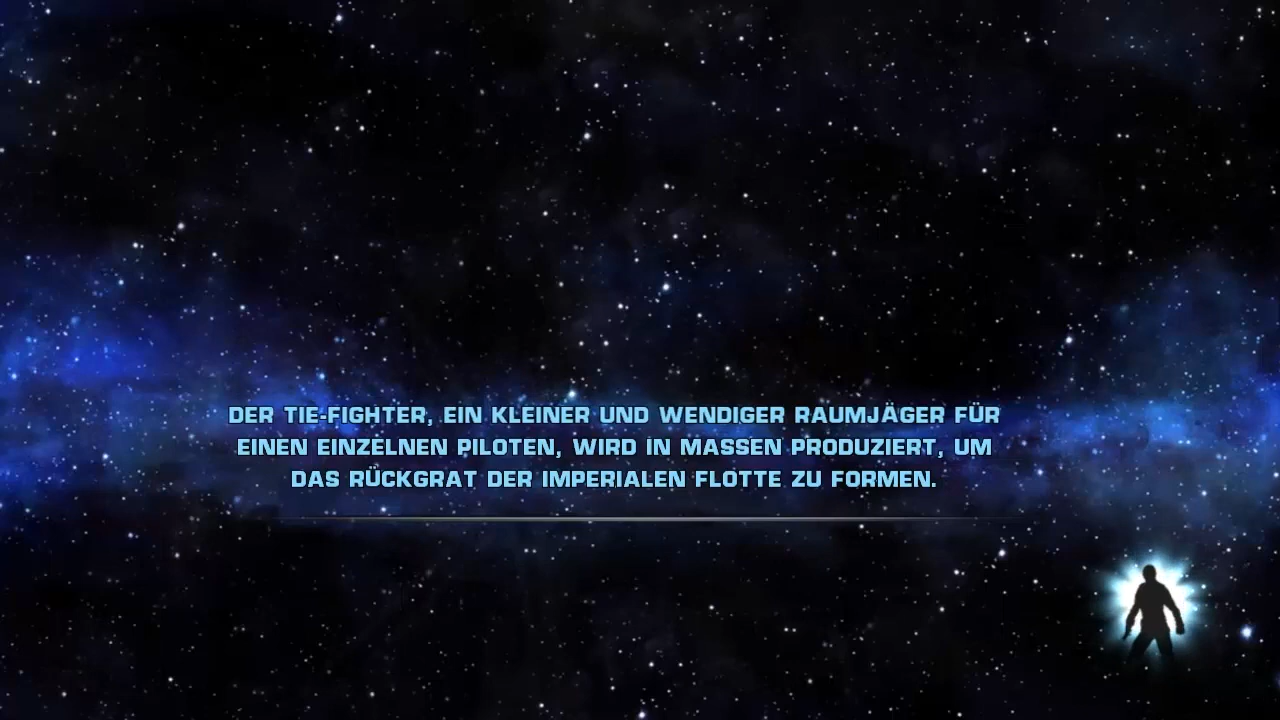 DER TIE-FIGHTER, EIN KLEINER UND WENDIGER RAUMJÄGER FÜR
EINEN EINZELNEN PILOTEN, WIRD IN MASSEN PRODUZIERT, UM
DAS RÜCKGRAT DER IMPERIALEN FLOTTE ZU FORMEN.